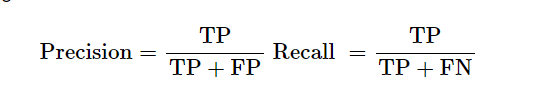 Precision = TP / TP + FP Recall = TP / TP + FN